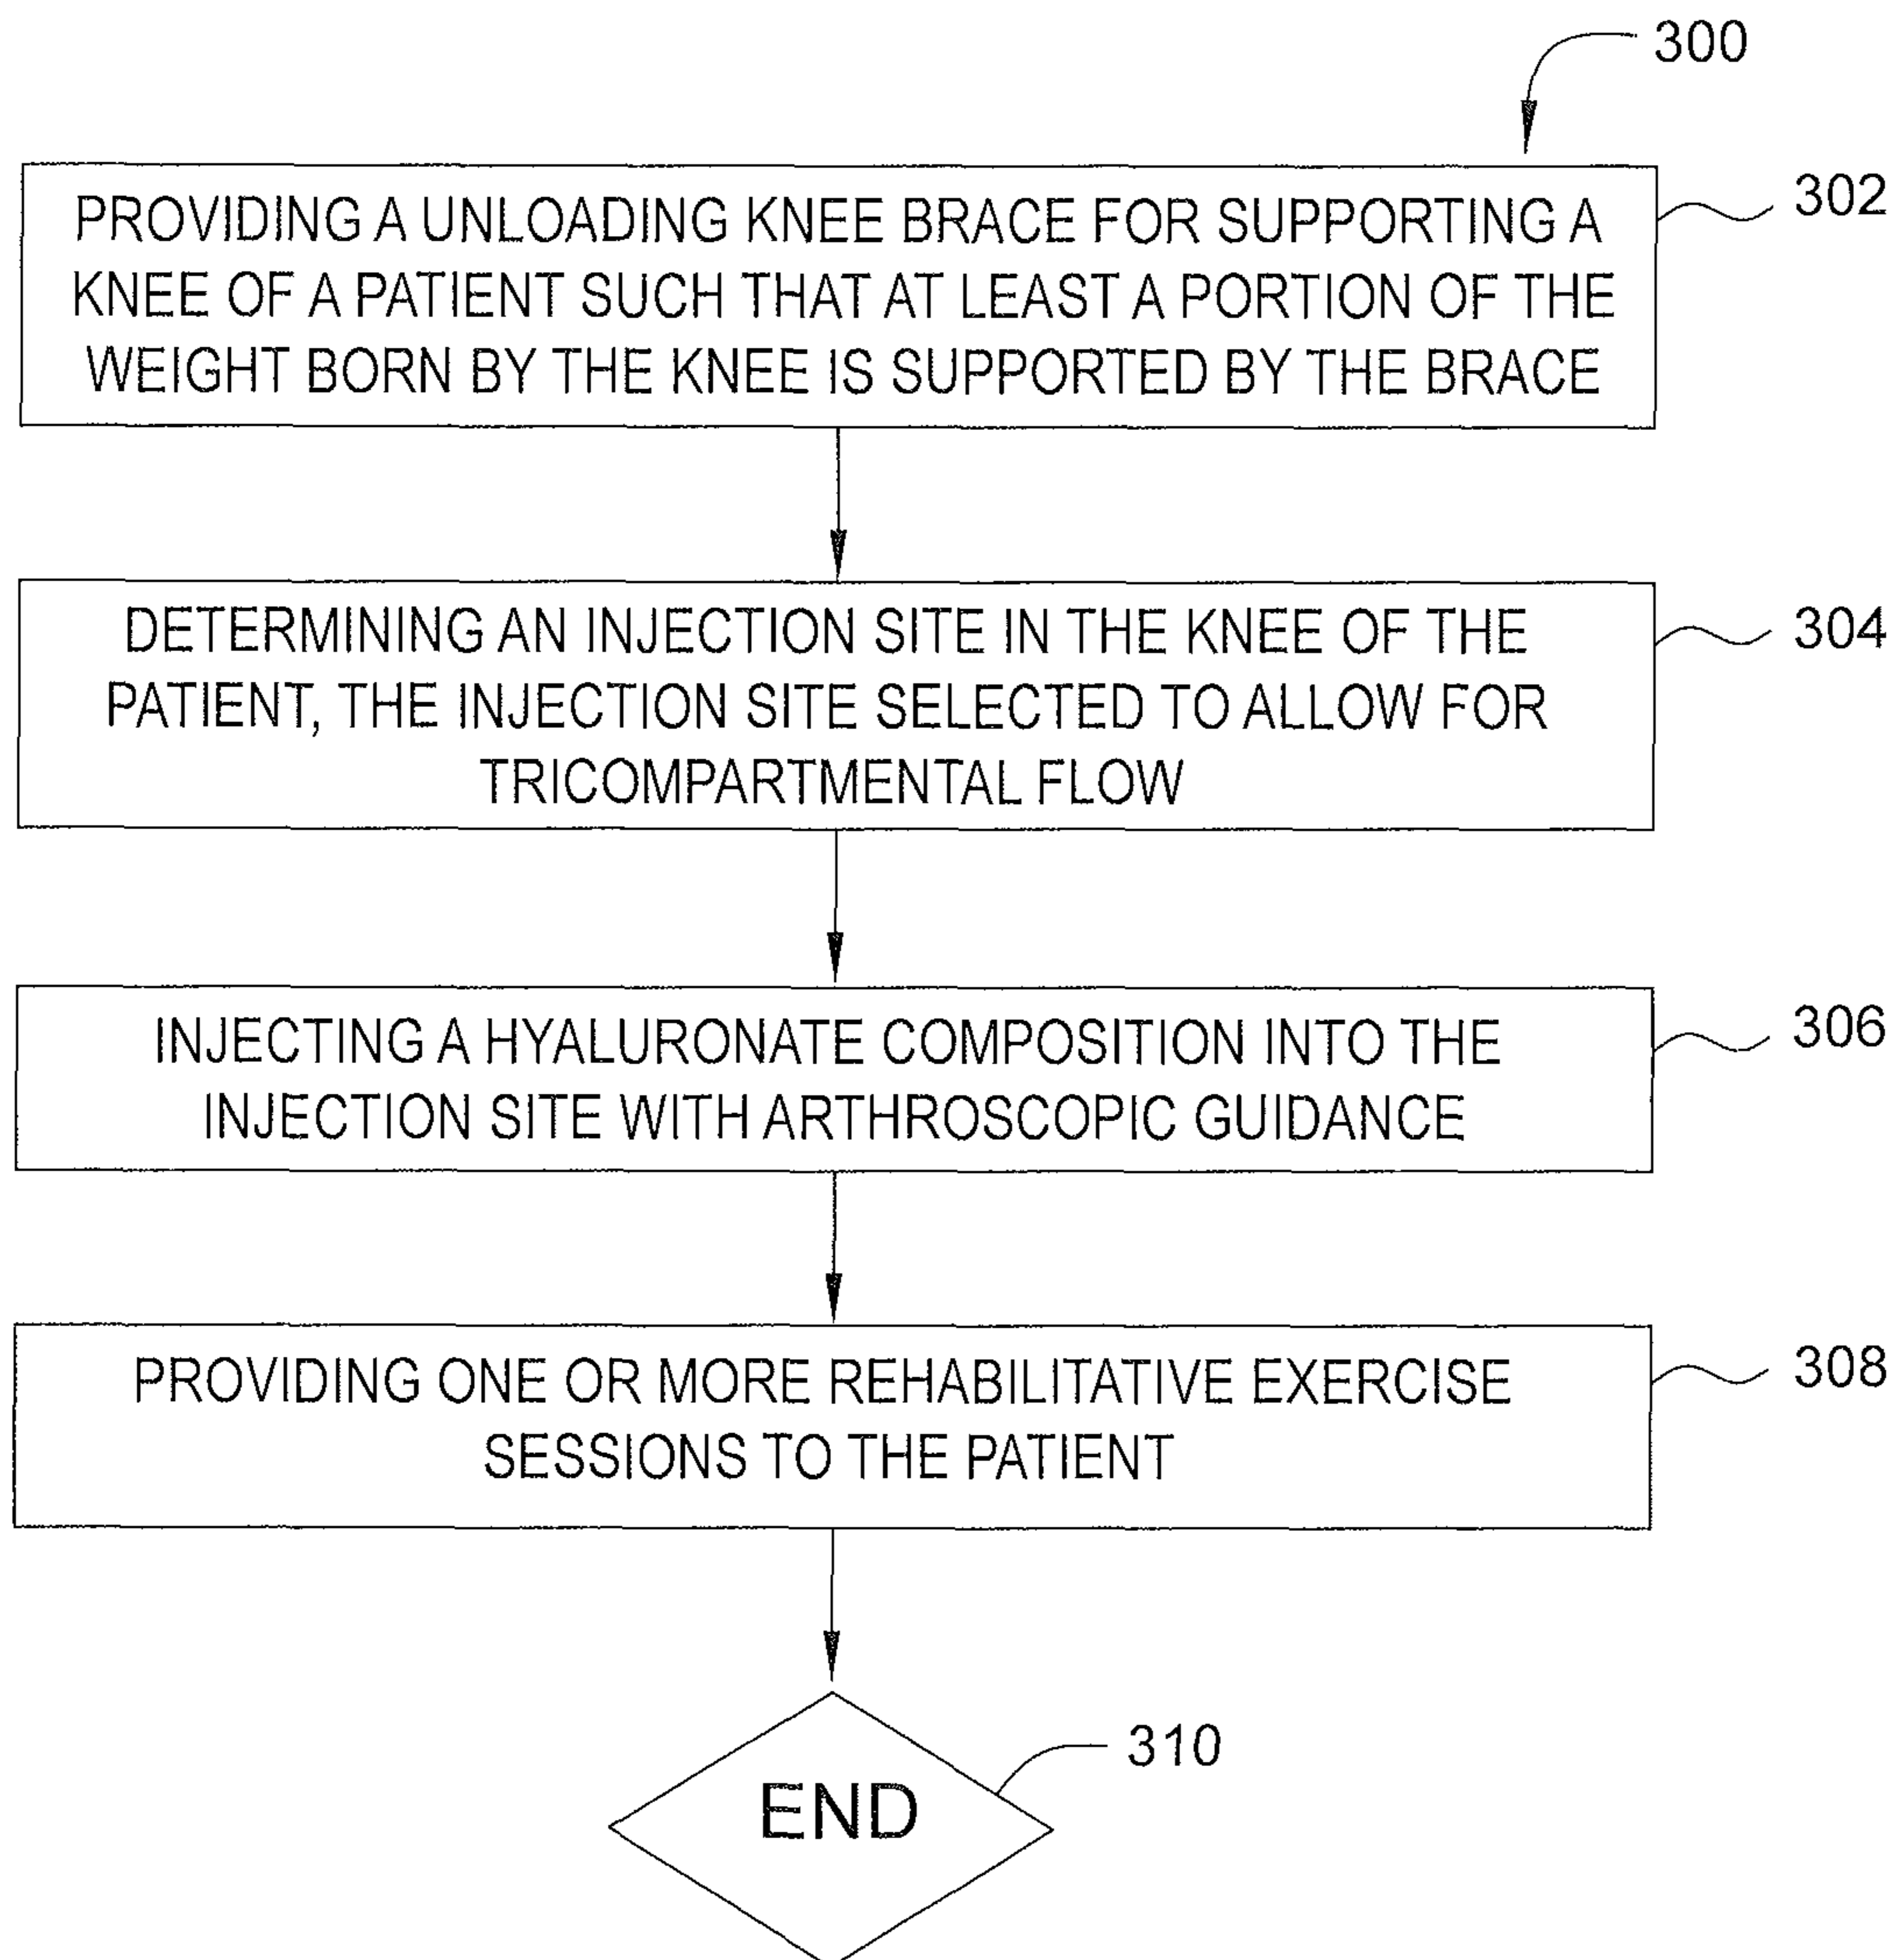 300
PROVIDING A UNLOADING KNEE BRACE FOR SUPPORTING A
KNEE OF A PATIENT SUCH THAT AT LEAST A PORTION OF THE
WEIGHT BORN BY THE KNEE IS SUPPORTED BY THE BRACE
302
DETERMINING AN INJECTION SITE IN THE KNEE OF THE
PATIENT, THE INJECTION SITE SELECTED TO ALLOW FOR
TRICOMPARTMENTAL FLOW
304
INJECTING A HYALURONATE COMPOSITION INTO THE
INJECTION SITE WITH ARTHROSCOPIC GUIDANCE
306
PROVIDING ONE OR MORE REHABILITATIVE EXERCISE
SESSIONS TO THE PATIENT
308
END
310